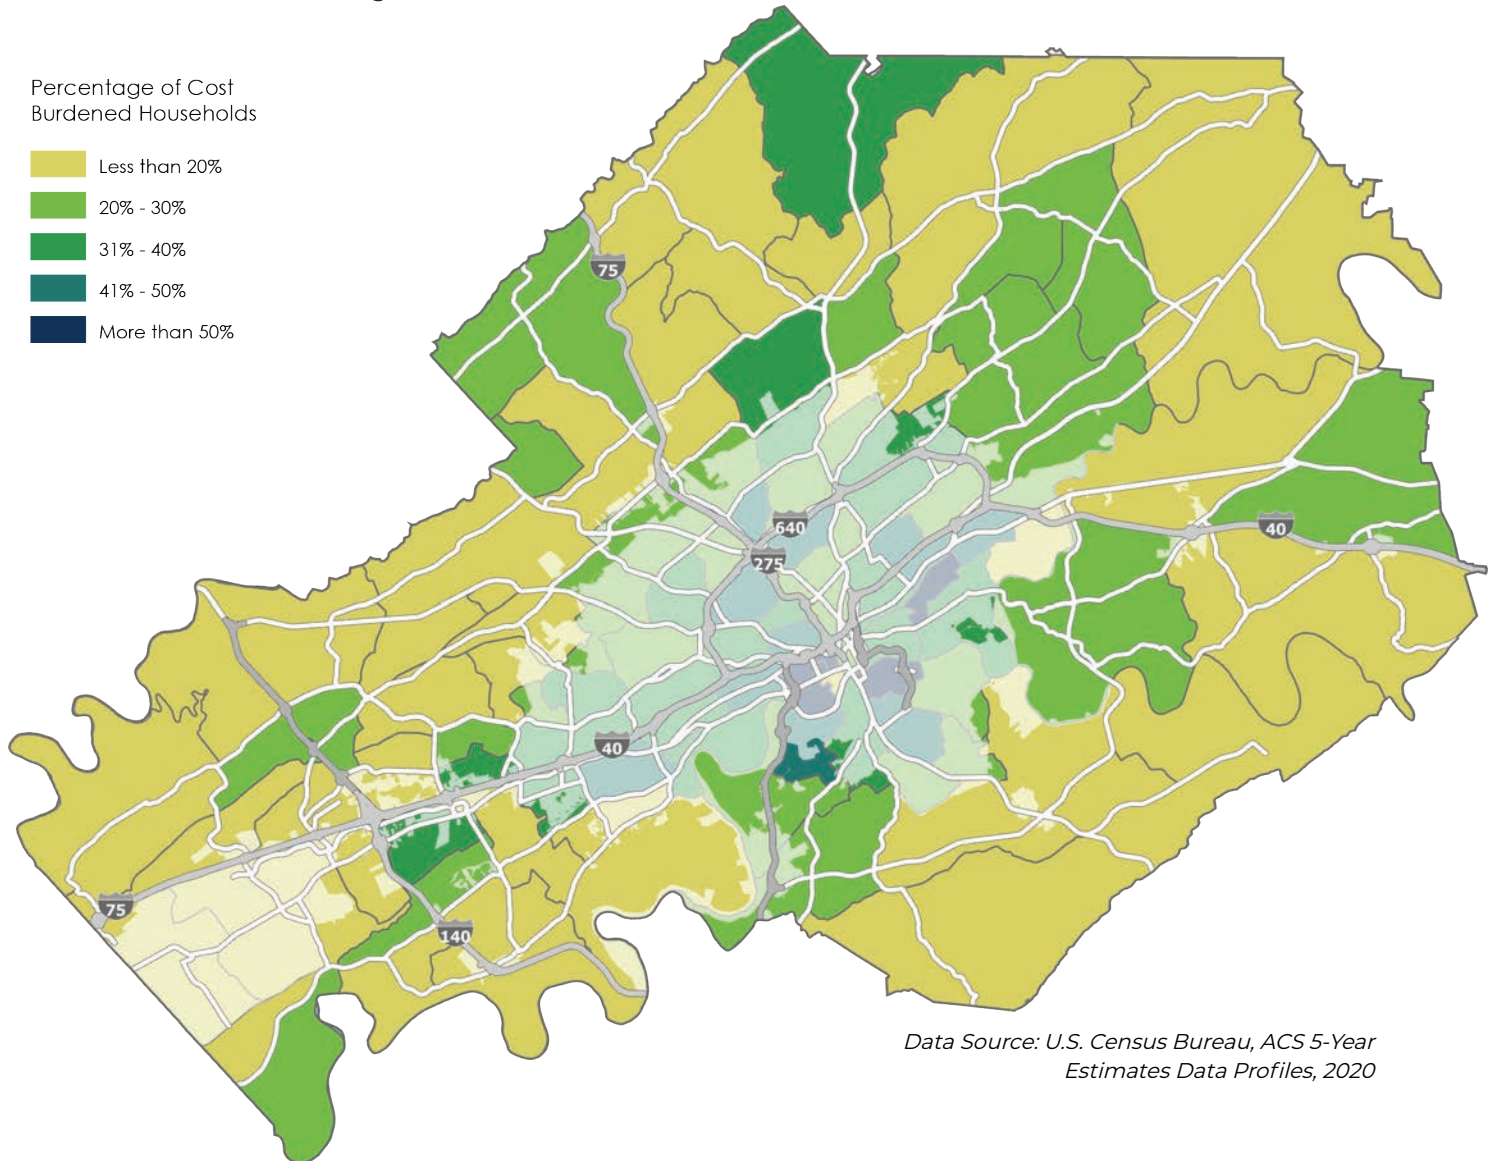 Percentage of Cost
Burdened Households
Less than 20%
20% - 30%
31% - 40%
41% - 50%
More than 50%
75
640
275
40
40
75
140
Data Source: U.S. Census Bureau, ACS 5-Year
Estimates Data Profiles, 2020